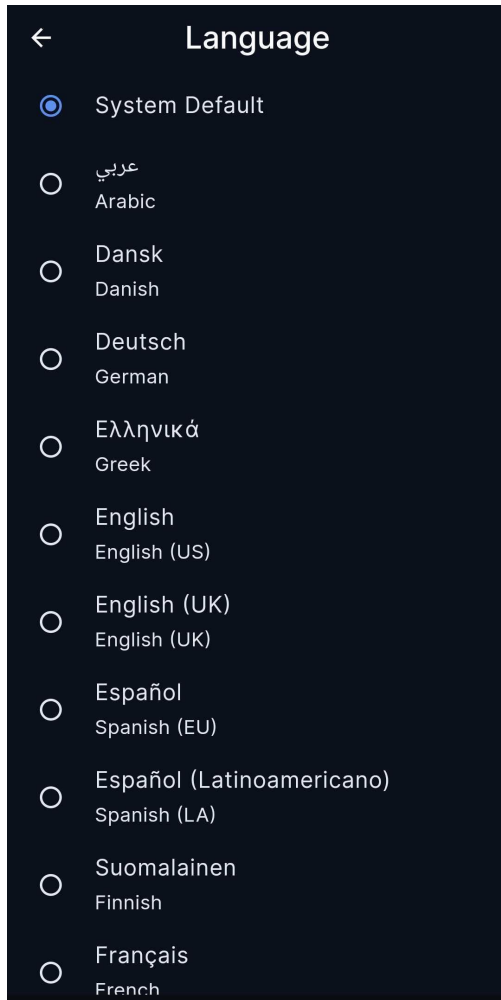 Language
System Default
عربي
Arabic
Dansk
Danish
Deutsch
German
Ελληνικά
Greek
English
English (US)
English (UK)
English (UK)
Español
Spanish (EU)
Español (Latinoamericano)
Spanish (LA)
Suomalainen
Finnish
Français
French